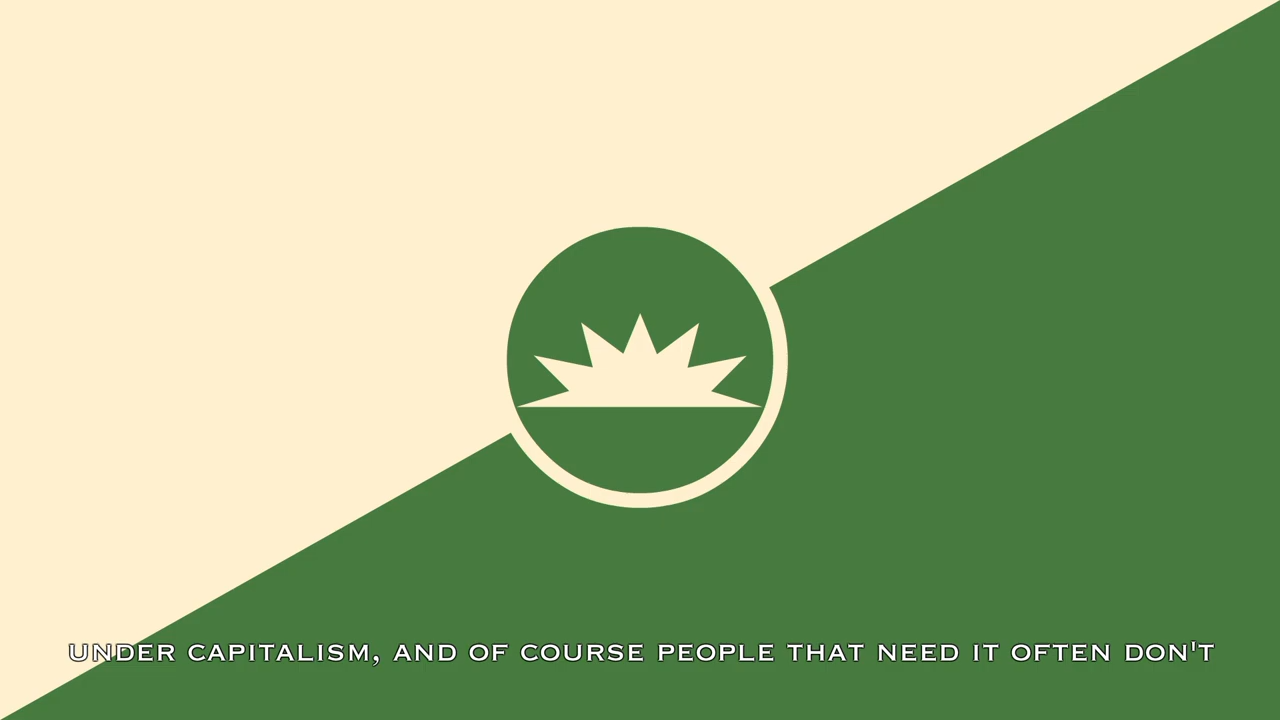 UNDER CAPITALISM, AND OF COURSE PEOPLE THAT NEED IT OFTEN DON'T